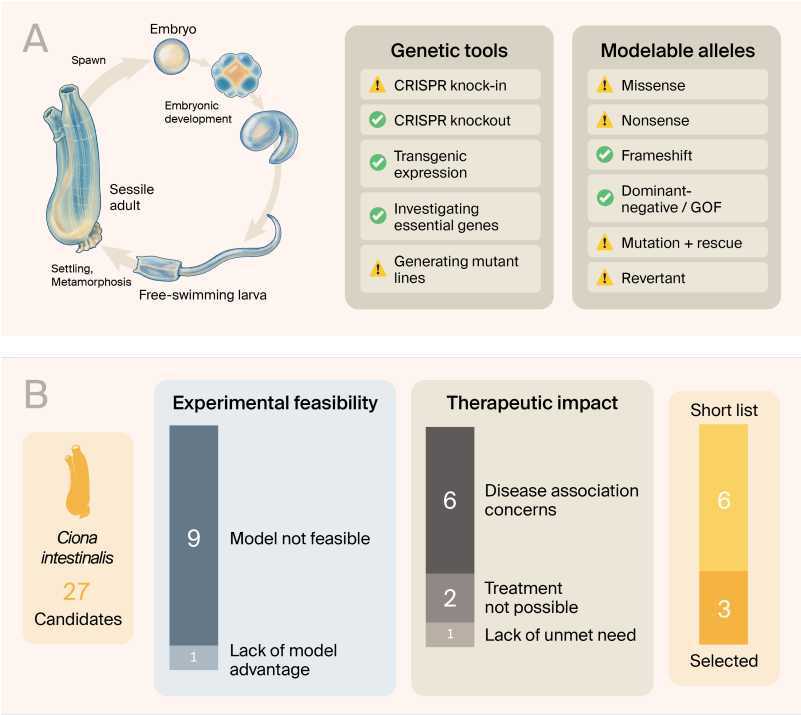 A
Embryo
Spawn
Embryonic
development
Sessile
adult
Settling,
Metamorphosis
Free-swimming larva
Genetic tools
CRISPR knock-in
CRISPR knockout
Transgenic
expression
Investigating
essential genes
Generating mutant
lines
Modelable alleles
Missense
Nonsense
Frameshift
Dominant-
negative / GOF
Mutation + rescue
Revertant
B
Ciona
intestinalis
27
Candidates
Experimental feasibility
9
Model not feasible
1
Lack of model
advantage
Therapeutic impact
6
Disease association
concerns
2
Treatment
not possible
1
Lack of unmet need
Short list
6
3
Selected